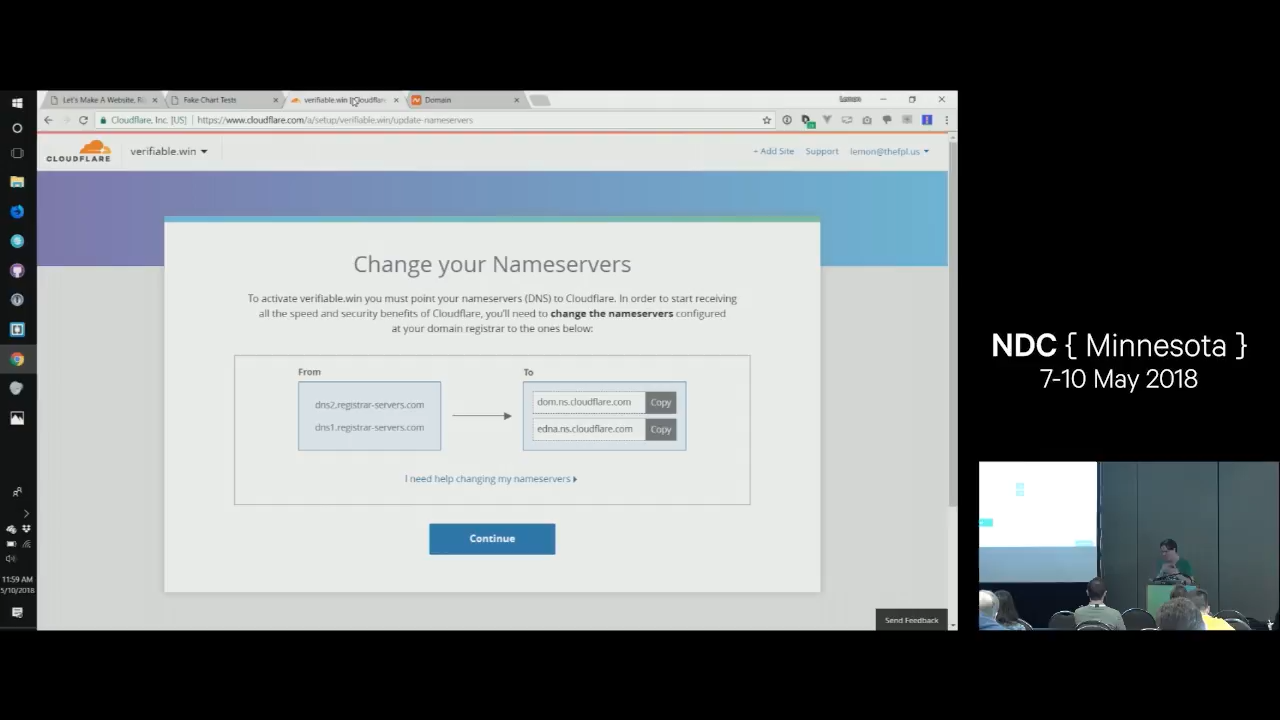 Let's Make A Website, R
Fake Chart Tests
verifiable.win | Cloudflare
Domain
Lemon
Cloudflare, Inc. [US]
https://www.cloudflare.com/a/setup/verifiable.win/update-nameservers
CLOUDFLARE
verifiable.win
+ Add Site
Support
lemon@thefpl.us
Change your Nameservers
To activate verifiable.win you must point your nameservers (DNS) to Cloudflare. In order to start receiving
all the speed and security benefits of Cloudflare, you'll need to change the nameservers configured
at your domain registrar to the ones below:
From
To
dns2.registrar-servers.com
dns1.registrar-servers.com
dom.ns.cloudflare.com
Copy
edna.ns.cloudflare.com
Copy
I need help changing my nameservers
Continue
Send Feedback
11:59 AM
5/10/2018
NDC { Minnesota }
7-10 May 2018